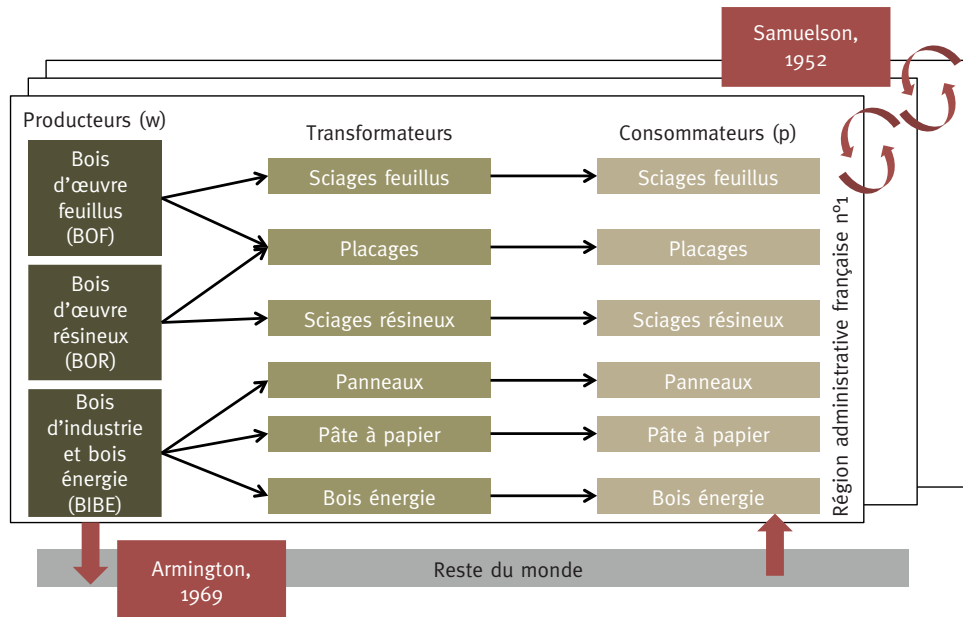 Samuelson,
1952
Producteurs (w)
Transformateurs
Consommateurs (p)
Bois
d'œuvre
feuillus
(BOF)
Bois
d'œuvre
résineux
(BOR)
Bois
d'industrie
et bois
énergie
(BIBE)
Sciages feuillus
Placages
Sciages résineux
Panneaux
Pâte à papier
Bois énergie
Sciages feuillus
Placages
Sciages résineux
Panneaux
Pâte à papier
Bois énergie
Région administrative française nº1
Armington,
1969
Reste du monde